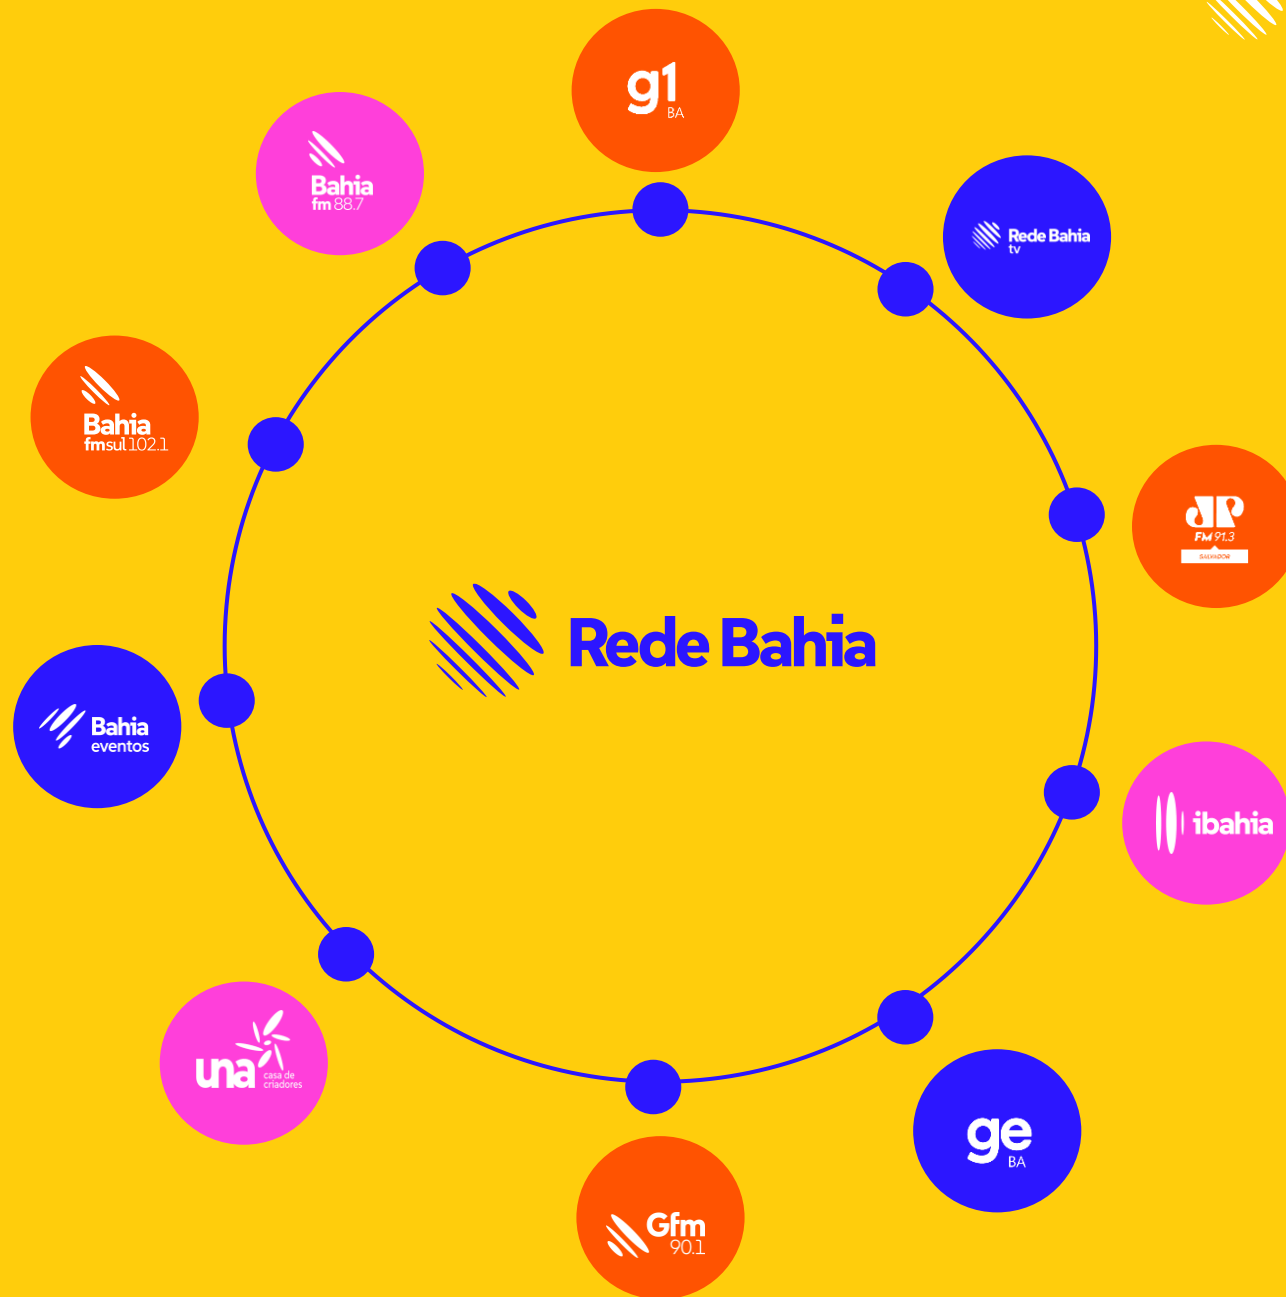 g1
BA
Bahia
fm 88.7
Rede Bahia
tv
Bahia
fmsul 102.1
JP
FM 91.3
SALVADOR
Rede Bahia
Bahia
eventos
ibahia
una
casa de
criadores
ge
BA
Gfm
90.1